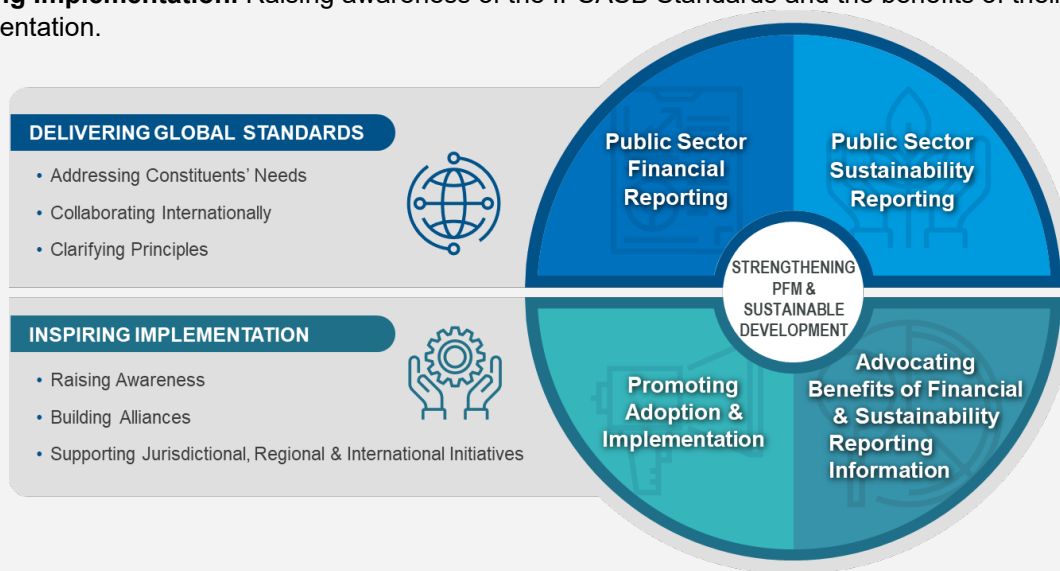 ng Implementation: Raising awareness of the IPSASB Standards and the benefits of their
entation.
DELIVERING GLOBAL STANDARDS
• Addressing Constituents’ Needs
• Collaborating Internationally
• Clarifying Principles
INSPIRING IMPLEMENTATION
• Raising Awareness
• Building Alliances
• Supporting Jurisdictional, Regional & International Initiatives
Public Sector
Financial
Reporting
Public Sector
Sustainability
Reporting
STRENGTHENING
PFM &
SUSTAINABLE
DEVELOPMENT
Promoting
Adoption &
Implementation
Advocating
Benefits of Financial
& Sustainability
Reporting
Information